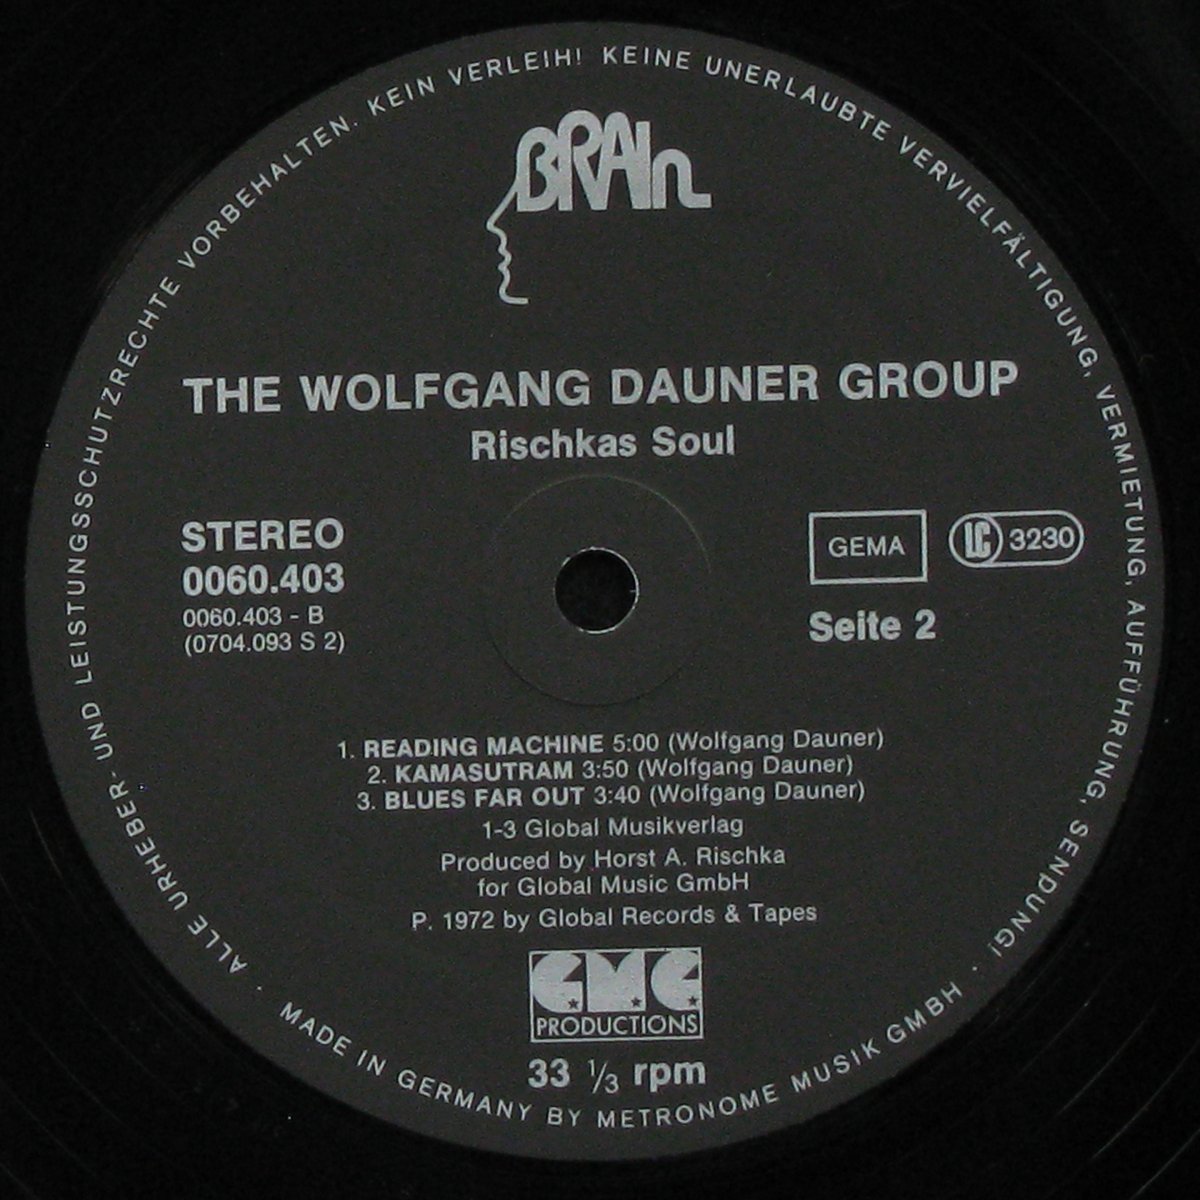 ALLE URHEBER- UND LEISTUNGSSCHUTZRECHTE VORBEHALTEN. KEIN VERLEIH! KEINE UNERLAUBTE VERVIELFÄLTIGUNG, VERMIETUNG, AUFFÜHRUNG, SENDUNG!
BRAIn
THE WOLFGANG DAUNER GROUP
Rischkas Soul
STEREO
0060.403
0060.403 - B
(0704.093 S 2)
GEMA
LC 3230
Seite 2
1. READING MACHINE 5:00 (Wolfgang Dauner)
2. KAMASUTRAM 3:50 (Wolfgang Dauner)
3. BLUES FAR OUT 3:40 (Wolfgang Dauner)
1-3 Global Musikverlag
Produced by Horst A. Rischka
for Global Music GmbH
P. 1972 by Global Records & Tapes
G.M.C.
PRODUCTIONS
33 1/3 rpm
· MADE IN GERMANY BY METRONOME MUSIK GMBH ·